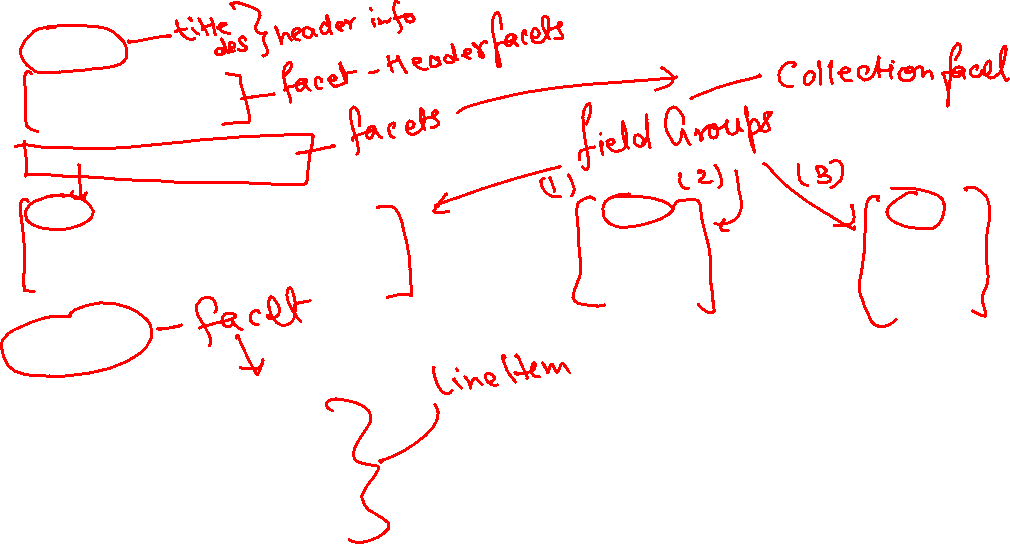 title } header info
des
facet - Headerfacets
facets
Collection facet
field Groups
(1)
(2)
(3)
facet
LineItem